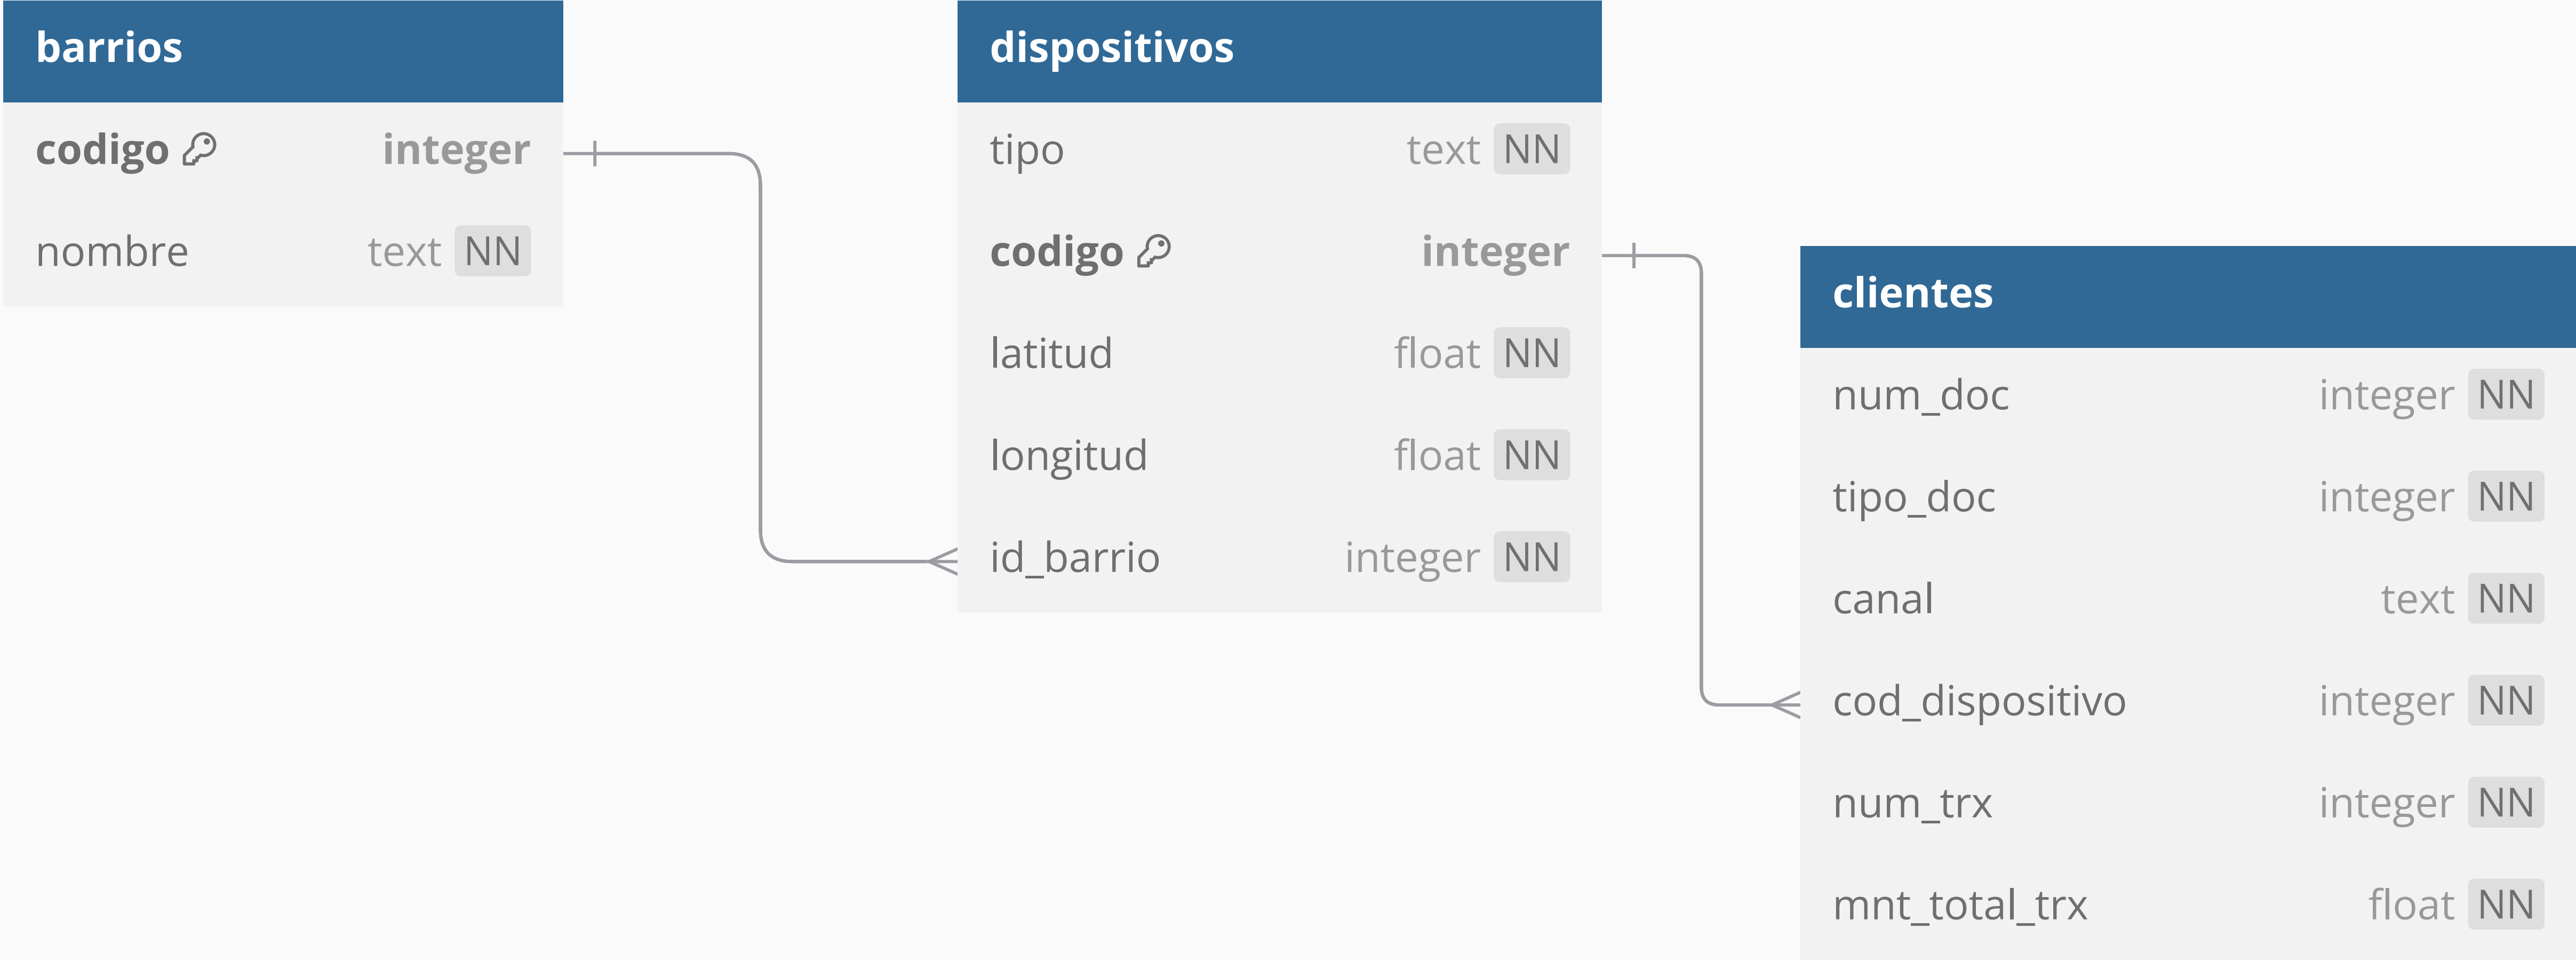 barrios
codigo integer
nombre text NN
dispositivos
tipo text NN
codigo integer
latitud float NN
longitud float NN
id_barrio integer NN
clientes
num_doc integer NN
tipo_doc integer NN
canal text NN
cod_dispositivo integer NN
num_trx integer NN
mnt_total_trx float NN